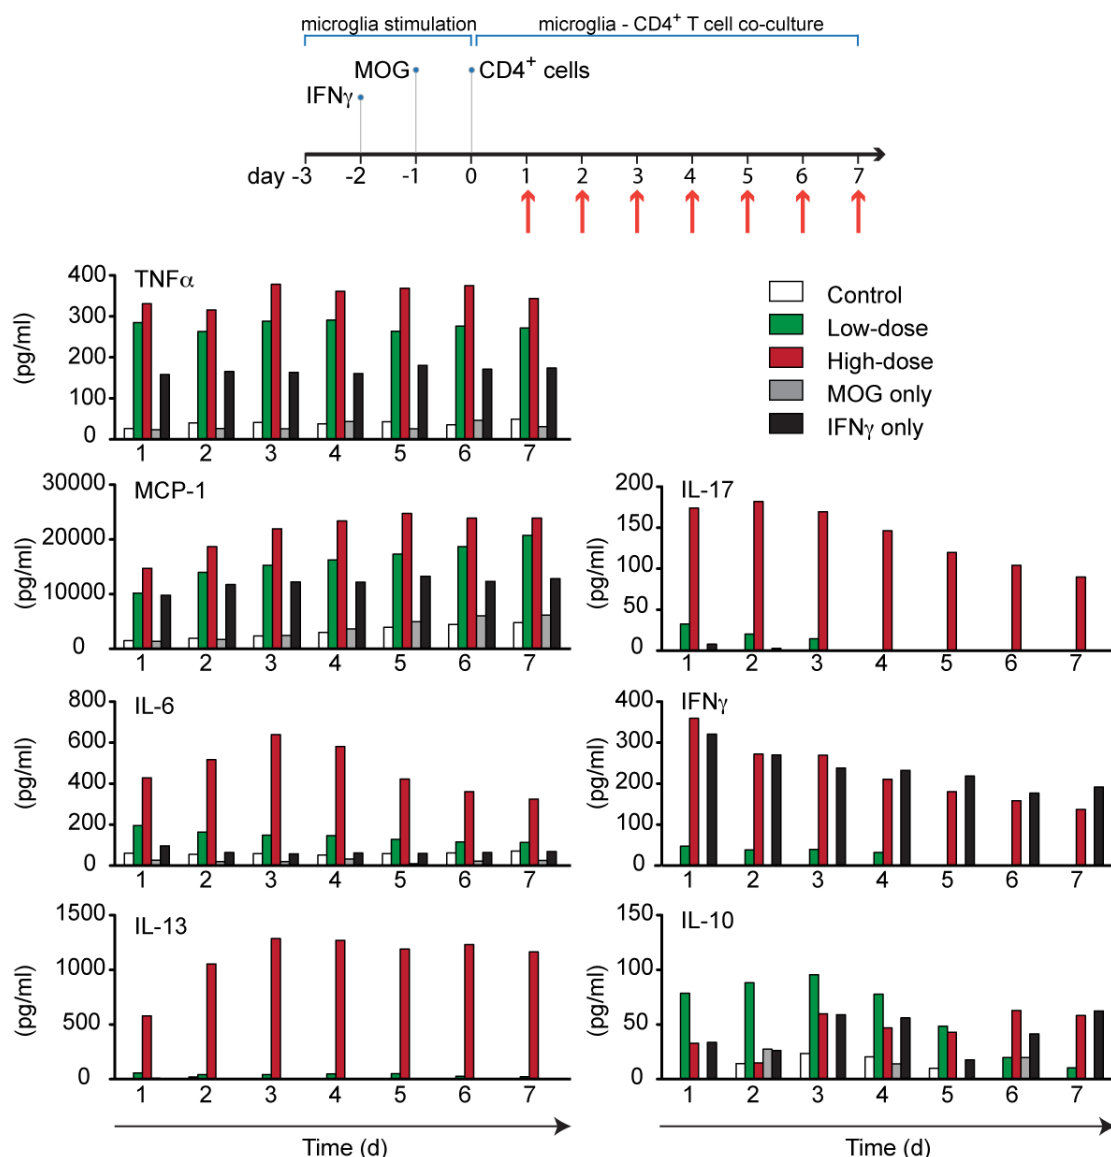 microglia stimulation
microglia - CD4+ T cell co-culture
MOG
CD4+ cells
IFNγ
day -3 -2 -1 0 1 2 3 4 5 6 7
TNFα
400
300
200
100
0
(pg/ml)
1 2 3 4 5 6 7
Control
Low-dose
High-dose
MOG only
IFNγ only
MCP-1
30000
20000
10000
0
(pg/ml)
1 2 3 4 5 6 7
IL-17
200
150
100
50
0
(pg/ml)
1 2 3 4 5 6 7
IL-6
800
600
400
200
0
(pg/ml)
1 2 3 4 5 6 7
IFNγ
400
300
200
100
0
(pg/ml)
1 2 3 4 5 6 7
IL-13
1500
1000
500
0
(pg/ml)
1 2 3 4 5 6 7
Time (d)
IL-10
150
100
50
0
(pg/ml)
1 2 3 4 5 6 7
Time (d)